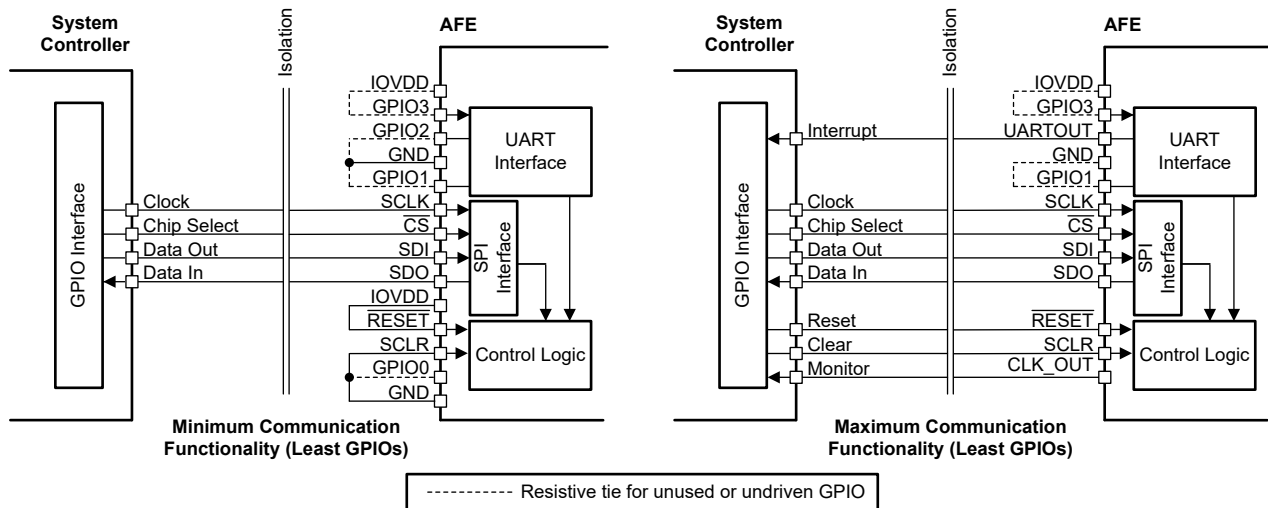 System
Controller
Isolation
AFE
GPIO Interface
IOVDD
GPIO3
GPIO2
GND
GPIO1
UART
Interface
Clock
SCLK
Chip Select
CS
Data Out
SDI
Data In
SDO
SPI
Interface
IOVDD
RESET
SCLR
GPIO0
GND
Control Logic
Minimum Communication
Functionality (Least GPIOs)
System
Controller
Isolation
AFE
GPIO Interface
IOVDD
GPIO3
Interrupt
UARTOUT
GND
GPIO1
UART
Interface
Clock
SCLK
Chip Select
CS
Data Out
SDI
Data In
SDO
SPI
Interface
Reset
RESET
Clear
SCLR
Monitor
CLK_OUT
Control Logic
Maximum Communication
Functionality (Least GPIOs)
Resistive tie for unused or undriven GPIO